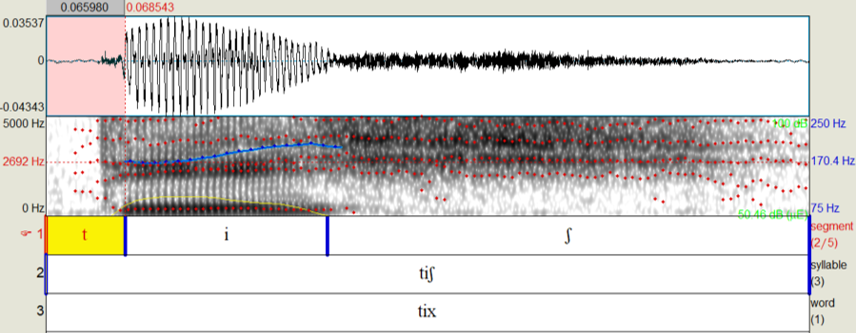 0.065980 0.068543
0.03537
0
-0.04343
5000 Hz 100 dB 250 Hz
2692 Hz 170.4 Hz
0 Hz 50.46 dB (µE) 75 Hz
☞ 1 t i ʃ segment (2/5)
2 tiʃ syllable (3)
3 tix word (1)